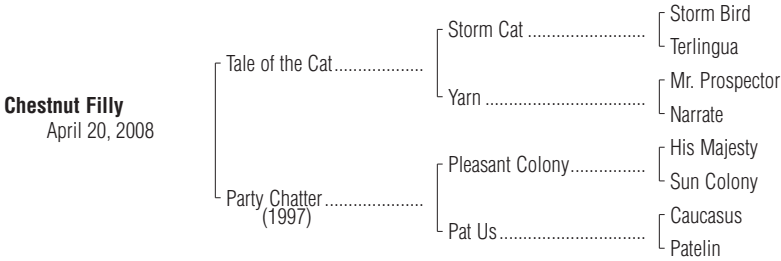 Chestnut Filly
April 20, 2008
Tale of the Cat...................
Party Chatter.....................
(1997)
Storm Cat .........................
Yarn ..................................
Pleasant Colony................
Pat Us...............................
Storm Bird
Terlingua
Mr. Prospector
Narrate
His Majesty
Sun Colony
Caucasus
Patelin